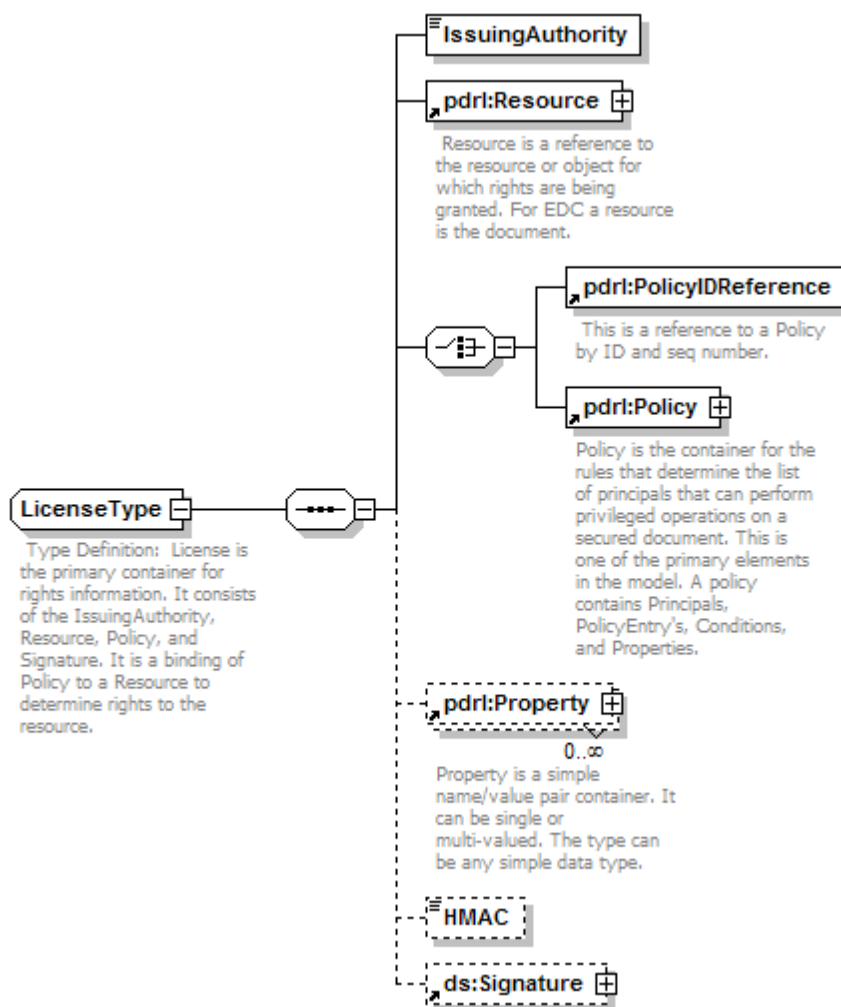 IssuingAuthority
pdrl:Resource
Resource is a reference to
the resource or object for
which rights are being
granted. For EDC a resource
is the document.
pdrl:PolicyIDReference
This is a reference to a Policy
by ID and seq number.
pdrl:Policy
Policy is the container for the
rules that determine the list
of principals that can perform
privileged operations on a
secured document. This is
one of the primary elements
in the model. A policy
contains Principals,
PolicyEntry's, Conditions,
and Properties.
LicenseType
Type Definition: License is
the primary container for
rights information. It consists
of the IssuingAuthority,
Resource, Policy, and
Signature. It is a binding of
Policy to a Resource to
determine rights to the
resource.
pdrl:Property
0..∞
Property is a simple
name/value pair container. It
can be single or
multi-valued. The type can
be any simple data type.
HMAC
ds:Signature